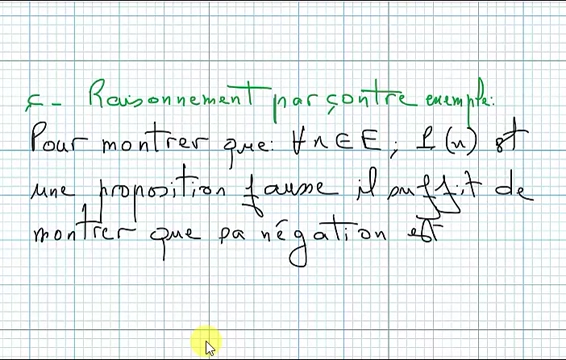 ç - Raisonnement par contre exemple:
Pour montrer que: ∀x∈E; P(x) est
une proposition fausse il suffit de
montrer que sa négation est